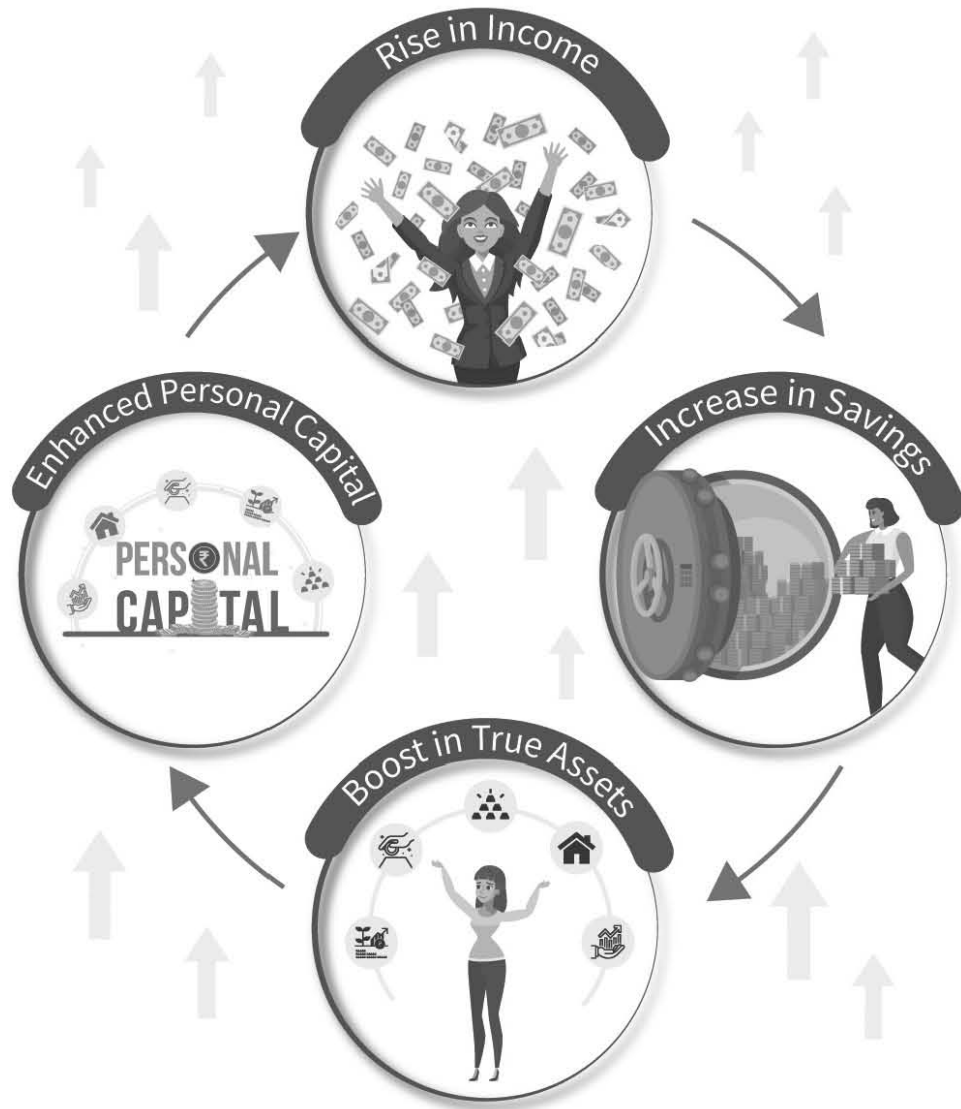 Rise in Income
Increase in Savings
Boost in True Assets
Enhanced Personal Capital
PERS₹NAL
CAPITAL